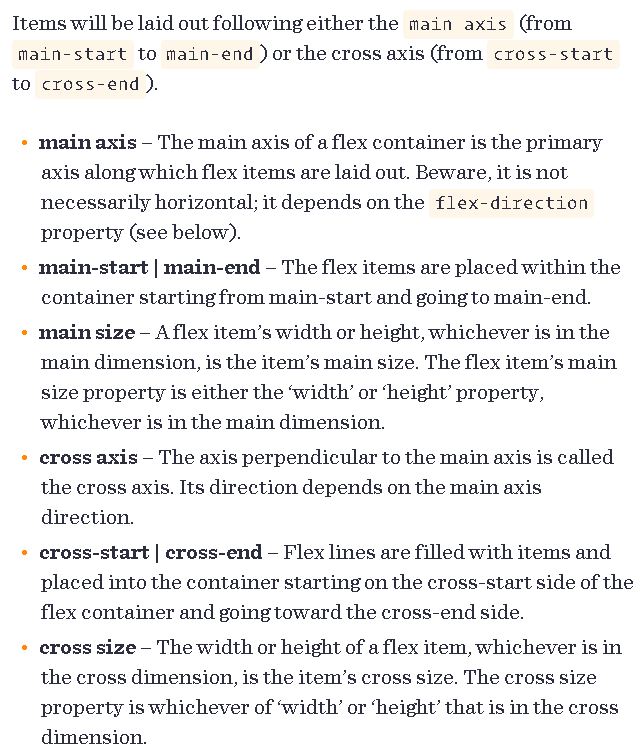 Items will be laid out following either the main axis (from
main-start to main-end ) or the cross axis (from cross-start
to cross-end ).
• main axis – The main axis of a flex container is the primary
axis along which flex items are laid out. Beware, it is not
necessarily horizontal; it depends on the flex-direction
property (see below).
• main-start | main-end – The flex items are placed within the
container starting from main-start and going to main-end.
• main size – A flex item’s width or height, whichever is in the
main dimension, is the item’s main size. The flex item’s main
size property is either the ‘width’ or ‘height’ property,
whichever is in the main dimension.
• cross axis – The axis perpendicular to the main axis is called
the cross axis. Its direction depends on the main axis
direction.
• cross-start | cross-end – Flex lines are filled with items and
placed into the container starting on the cross-start side of the
flex container and going toward the cross-end side.
• cross size – The width or height of a flex item, whichever is in
the cross dimension, is the item’s cross size. The cross size
property is whichever of ‘width’ or ‘height’ that is in the cross
dimension.